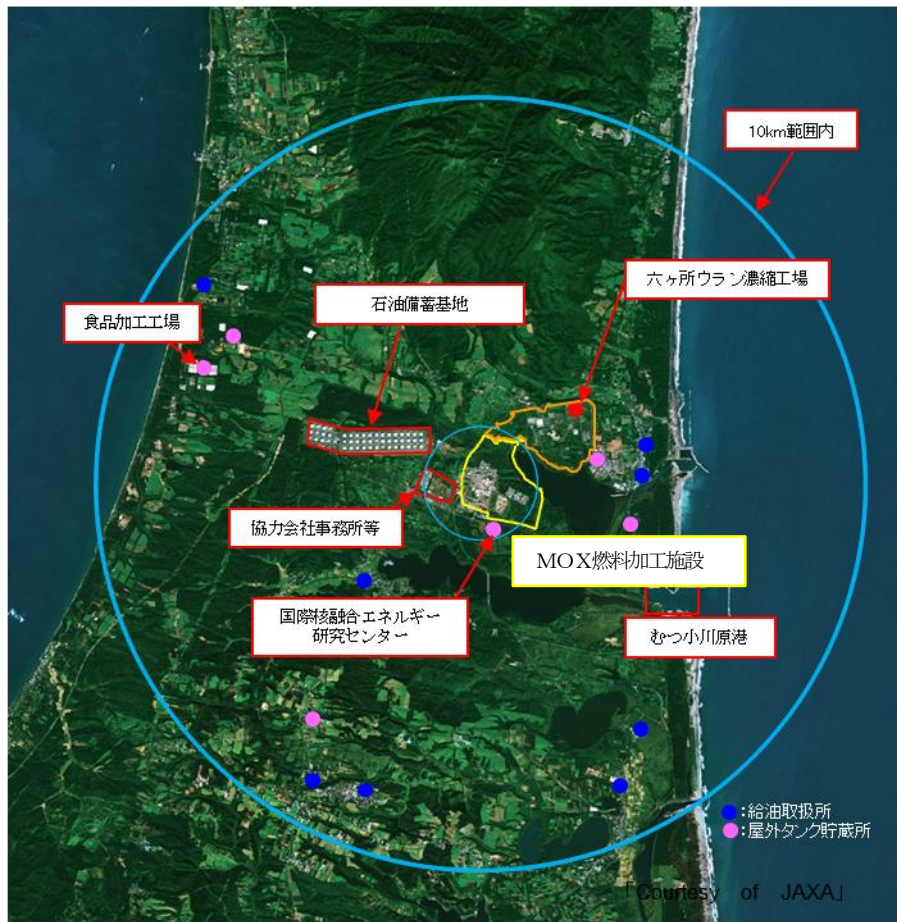 10km範囲内
六ヶ所ウラン濃縮工場
石油備蓄基地
食品加工工場
協力会社事務所等
MOX燃料加工施設
国際核融合エネルギー
研究センター
むつ小川原港
:給油取扱所
:屋外タンク貯蔵所
「Courtesy of JAXA」